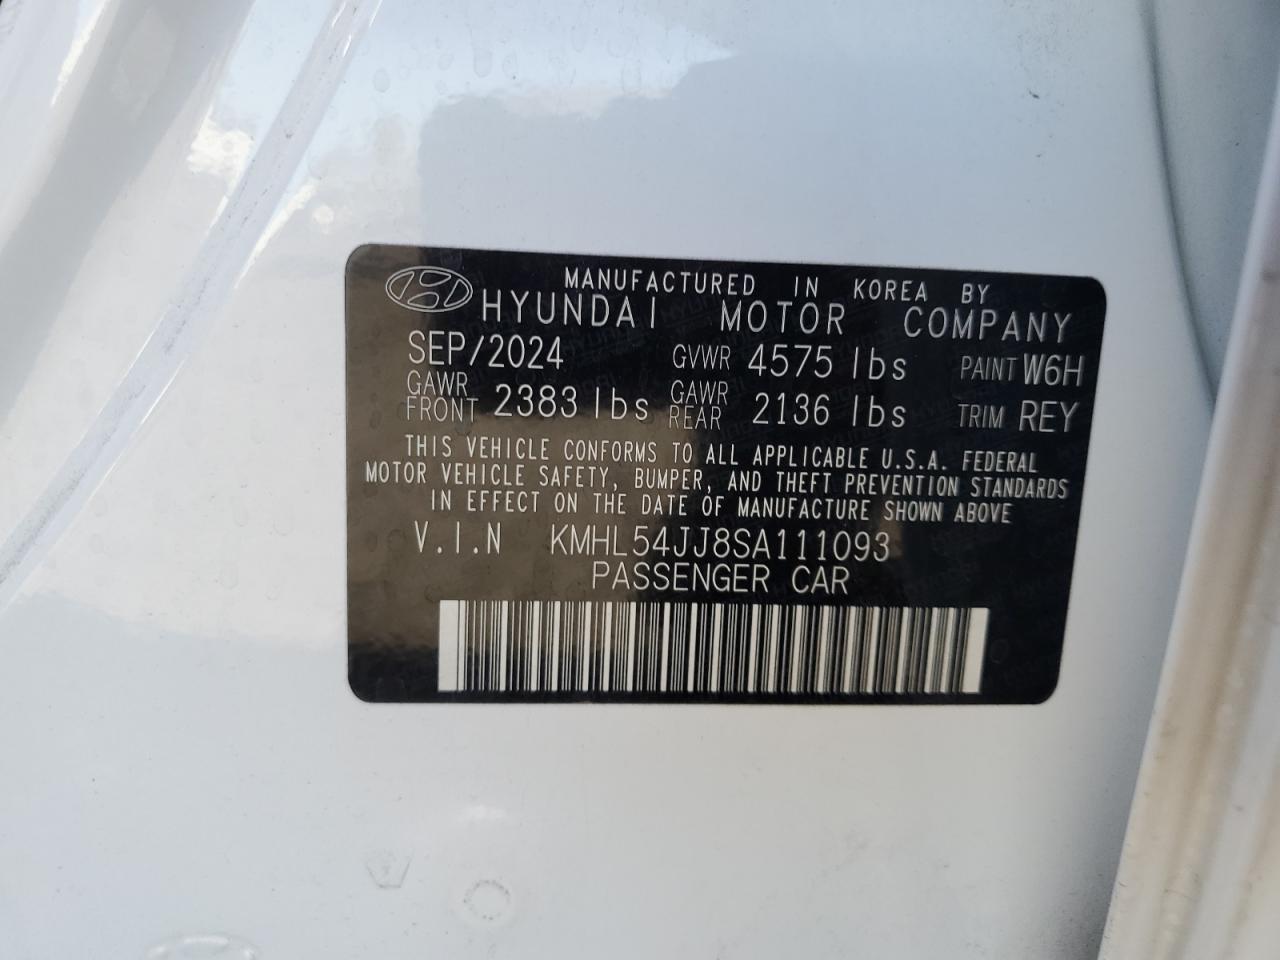 MANUFACTURED IN KOREA BY
HYUNDAI MOTOR COMPANY
SEP/2024 GVWR 4575 lbs PAINT W6H
GAWR FRONT 2383 lbs GAWR REAR 2136 lbs TRIM REY
THIS VEHICLE CONFORMS TO ALL APPLICABLE U.S.A. FEDERAL
MOTOR VEHICLE SAFETY, BUMPER, AND THEFT PREVENTION STANDARDS
IN EFFECT ON THE DATE OF MANUFACTURE SHOWN ABOVE
V.I.N KMHL54JJ8SA111093
PASSENGER CAR